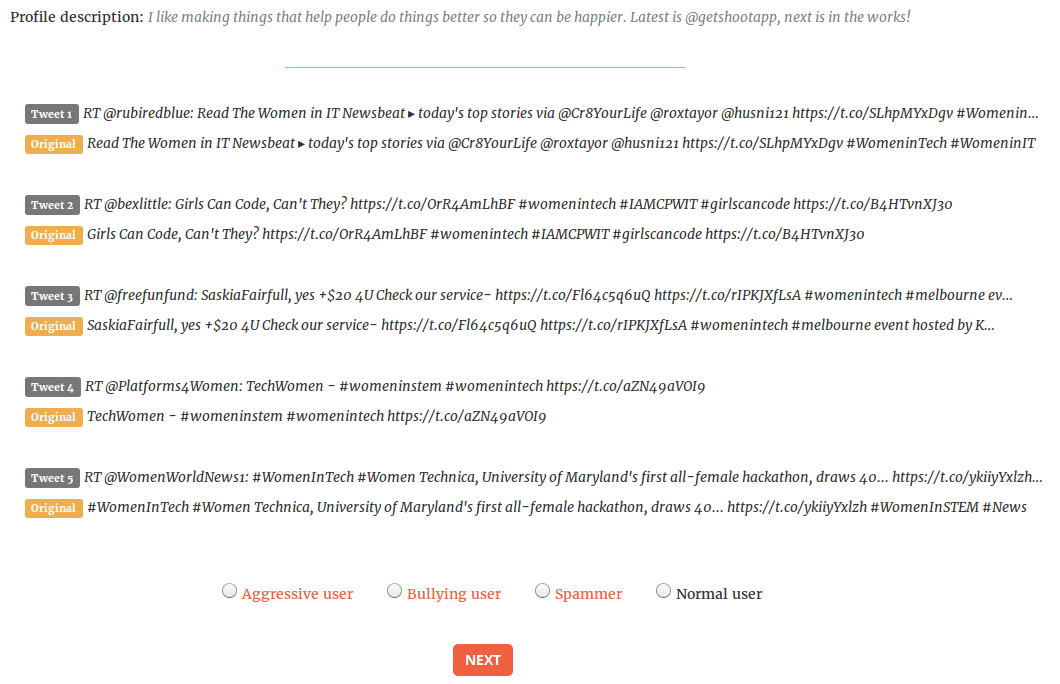 Profile description: I like making things that help people do things better so they can be happier. Latest is @getshootapp, next is in the works!
Tweet 1 RT @rubiredblue: Read The Women in IT Newsbeat ▸ today's top stories via @Cr8YourLife @roxtayor @husni121 https://t.co/SLhpMYxDgv #Womenin...
Original Read The Women in IT Newsbeat ▸ today's top stories via @Cr8YourLife @roxtayor @husni121 https://t.co/SLhpMYxDgv #WomeninTech #WomeninIT
Tweet 2 RT @bexlittle: Girls Can Code, Can't They? https://t.co/OrR4AmLhBF #womenintech #IAMCPWIT #girlscancode https://t.co/B4HTvnXJ30
Original Girls Can Code, Can't They? https://t.co/OrR4AmLhBF #womenintech #IAMCPWIT #girlscancode https://t.co/B4HTvnXJ30
Tweet 3 RT @freefunfund: SaskiaFairfull, yes +$20 4U Check our service- https://t.co/Fl64c5q6uQ https://t.co/rIPKJXfLsA #womenintech #melbourne ev...
Original SaskiaFairfull, yes +$20 4U Check our service- https://t.co/Fl64c5q6uQ https://t.co/rIPKJXfLsA #womenintech #melbourne event hosted by K...
Tweet 4 RT @Platforms4Women: TechWomen - #womeninstem #womenintech https://t.co/aZN49aVOI9
Original TechWomen - #womeninstem #womenintech https://t.co/aZN49aVOI9
Tweet 5 RT @WomenWorldNews1: #WomenInTech #Women Technica, University of Maryland's first all-female hackathon, draws 40... https://t.co/ykiiyYxlzh...
Original #WomenInTech #Women Technica, University of Maryland's first all-female hackathon, draws 40... https://t.co/ykiiyYxlzh #WomenInSTEM #News
Aggressive user Bullying user Spammer Normal user
NEXT